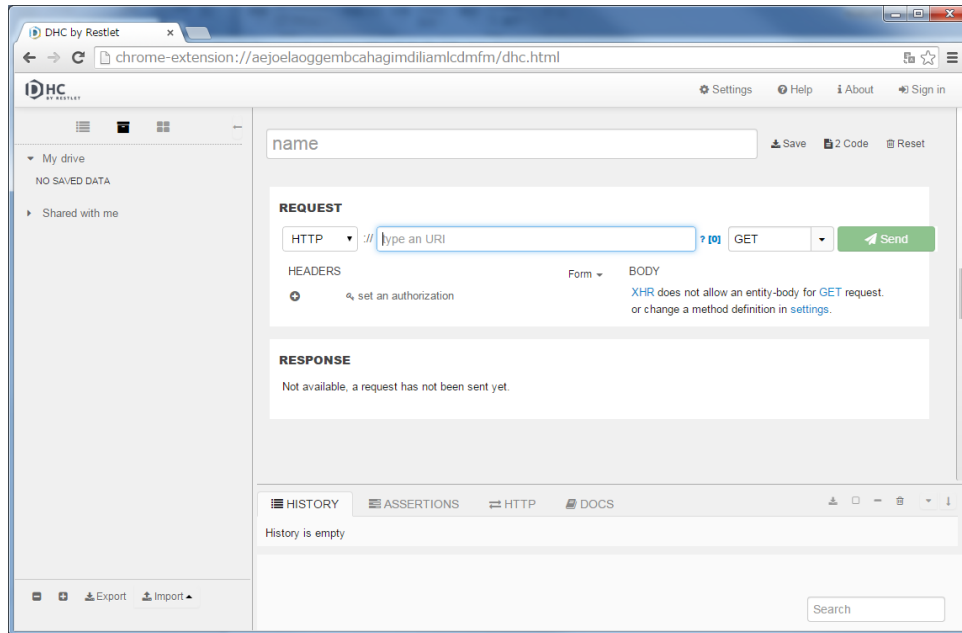 DHC by Restlet
chrome-extension://aejoelaoggembcahagimdiliamlcdmfm/dhc.html
DHC
BY RESTLET
Settings Help About Sign in
name
Save 2 Code Reset
My drive
NO SAVED DATA
Shared with me
REQUEST
HTTP :// type an URI ? [0] GET Send
HEADERS Form BODY
set an authorization
XHR does not allow an entity-body for GET request.
or change a method definition in settings.
RESPONSE
Not available, a request has not been sent yet.
HISTORY ASSERTIONS HTTP DOCS
History is empty
Export Import
Search